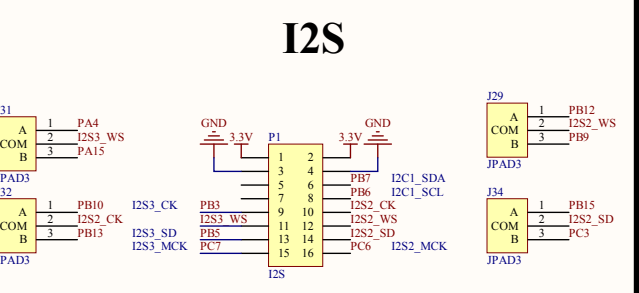 I2S
31
A 1 PA4
COM 2 I2S3_WS
B 3 PA15
PAD3
32
A 1 PB10
COM 2 I2S2_CK
B 3 PB13
PAD3
GND 3.3V P1 3.3V GND
1 2
3 4
5 6 PB7 I2C1_SDA
7 8 PB6 I2C1_SCL
I2S3_CK PB3 9 10 I2S2_CK
I2S3_WS 11 12 I2S2_WS
I2S3_SD PB5 13 14 I2S2_SD
I2S3_MCK PC7 15 16 PC6 I2S2_MCK
I2S
J29
A 1 PB12
COM 2 I2S2_WS
B 3 PB9
JPAD3
J34
A 1 PB15
COM 2 I2S2_SD
B 3 PC3
JPAD3